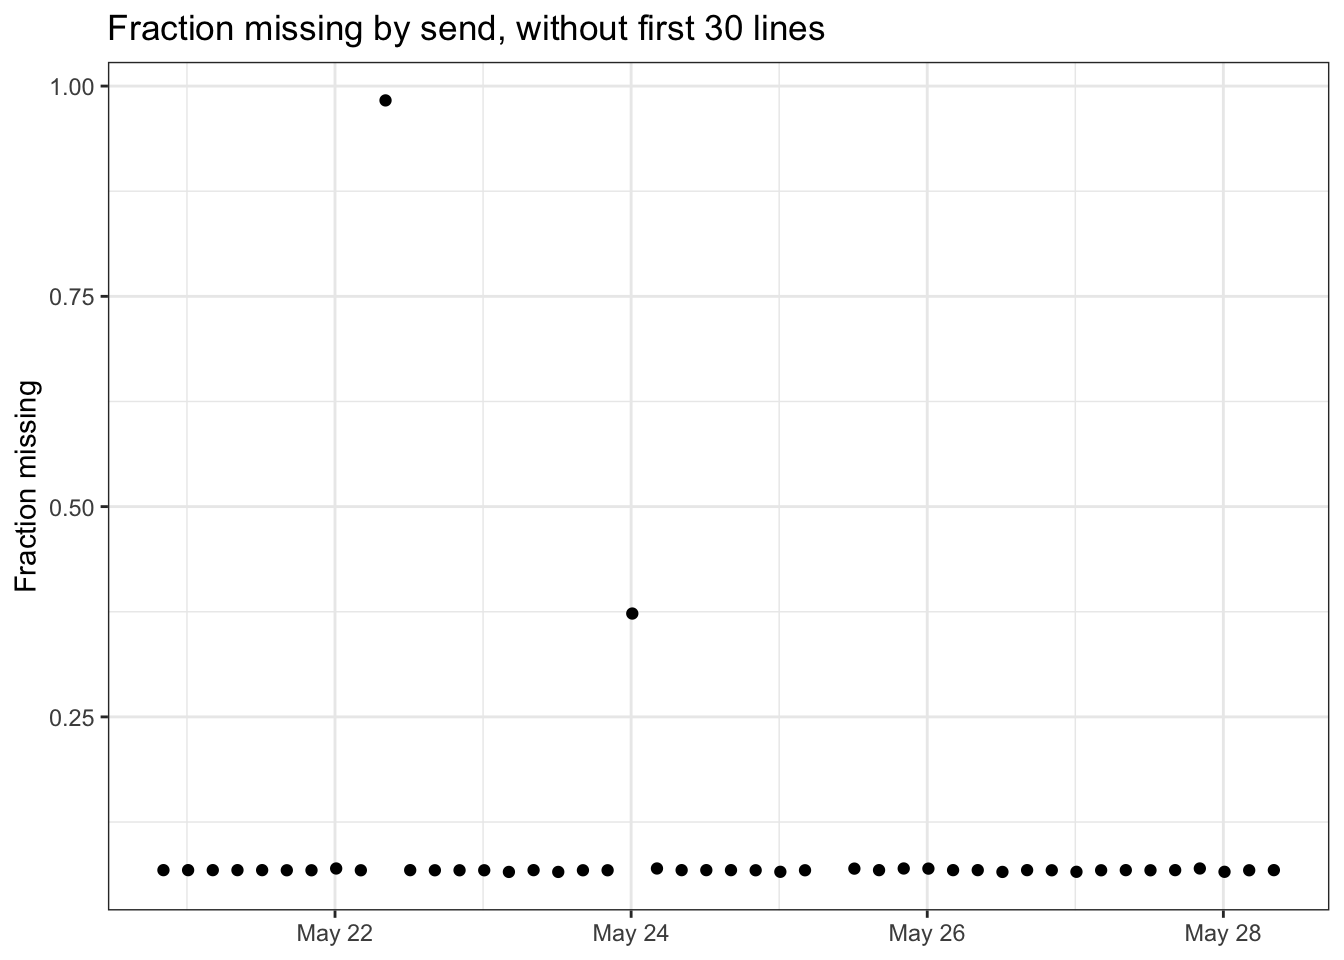 Fraction missing by send, without first 30 lines
1.00
0.75
0.50
0.25
Fraction missing
May 22
May 24
May 26
May 28